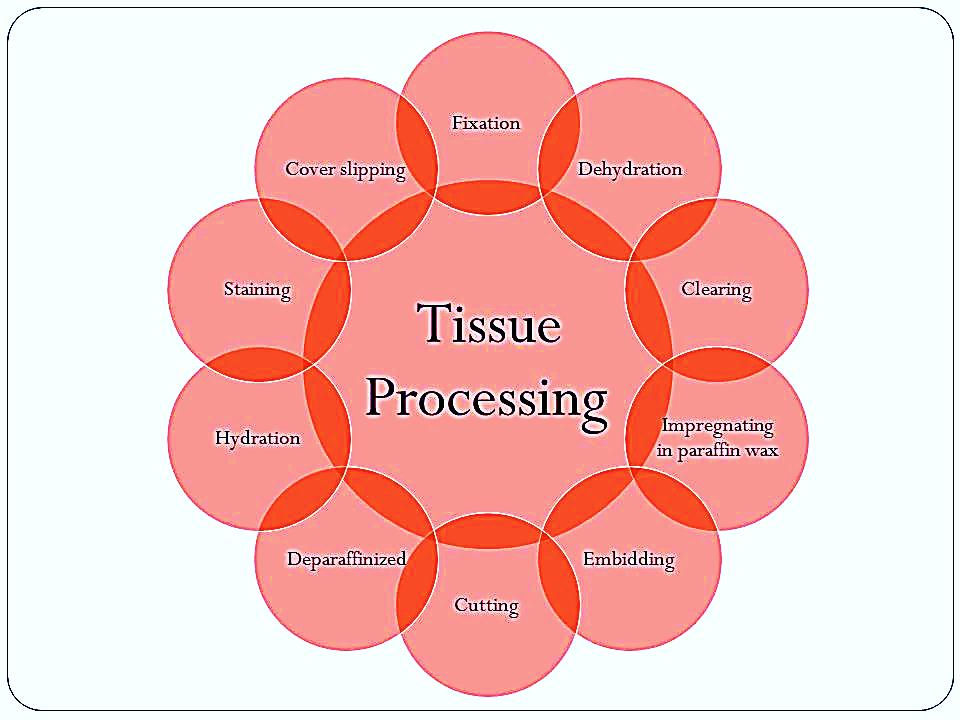 Tissue
Processing
Fixation
Dehydration
Clearing
Impregnating
in paraffin wax
Embidding
Cutting
Deparaffinized
Hydration
Staining
Cover slipping